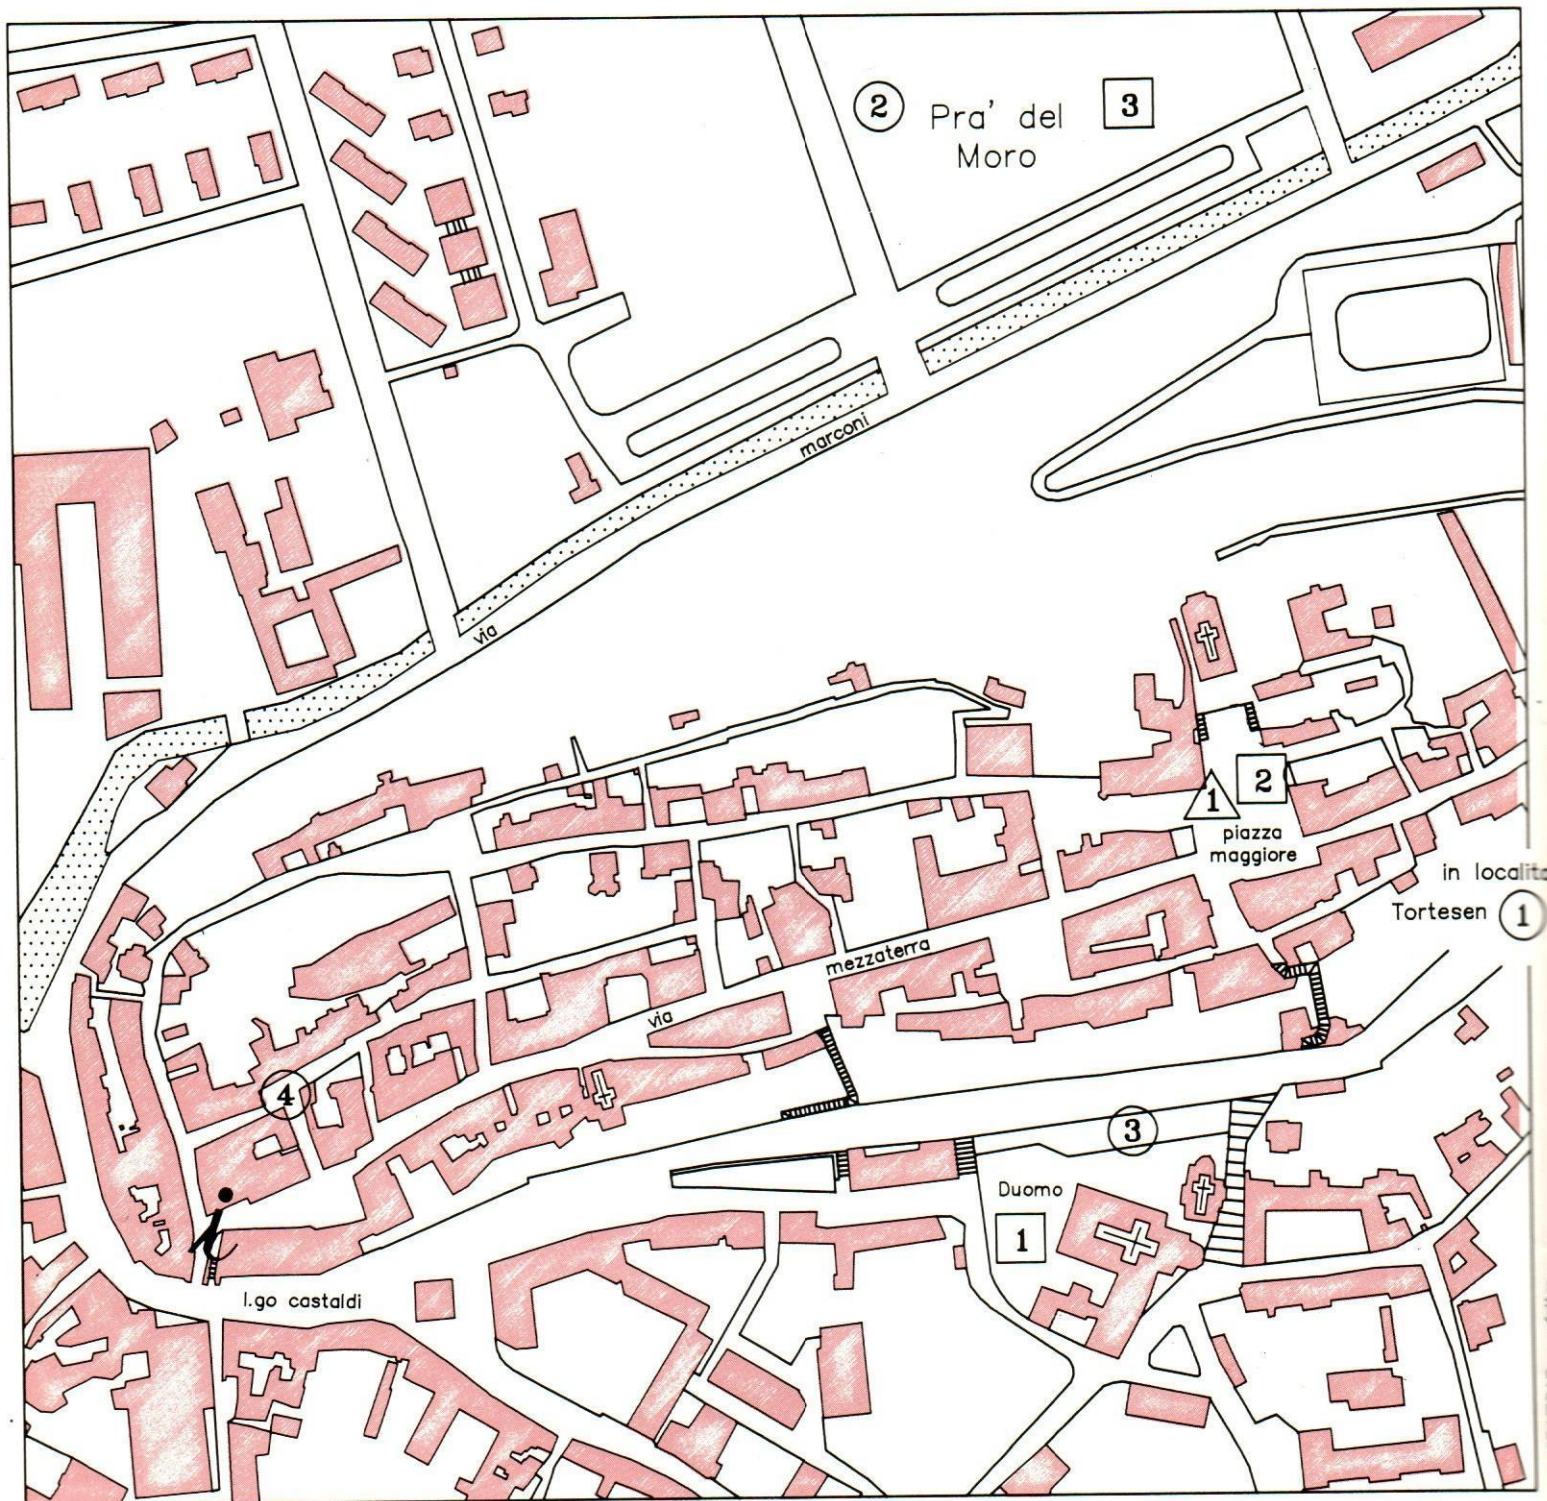 2 Pra' del 3
Moro
marconi
via
1 2
piazza
maggiore
in localita
Tortesen 1
mezzaterra
via
4
3
Duomo
1
l.go castaldi